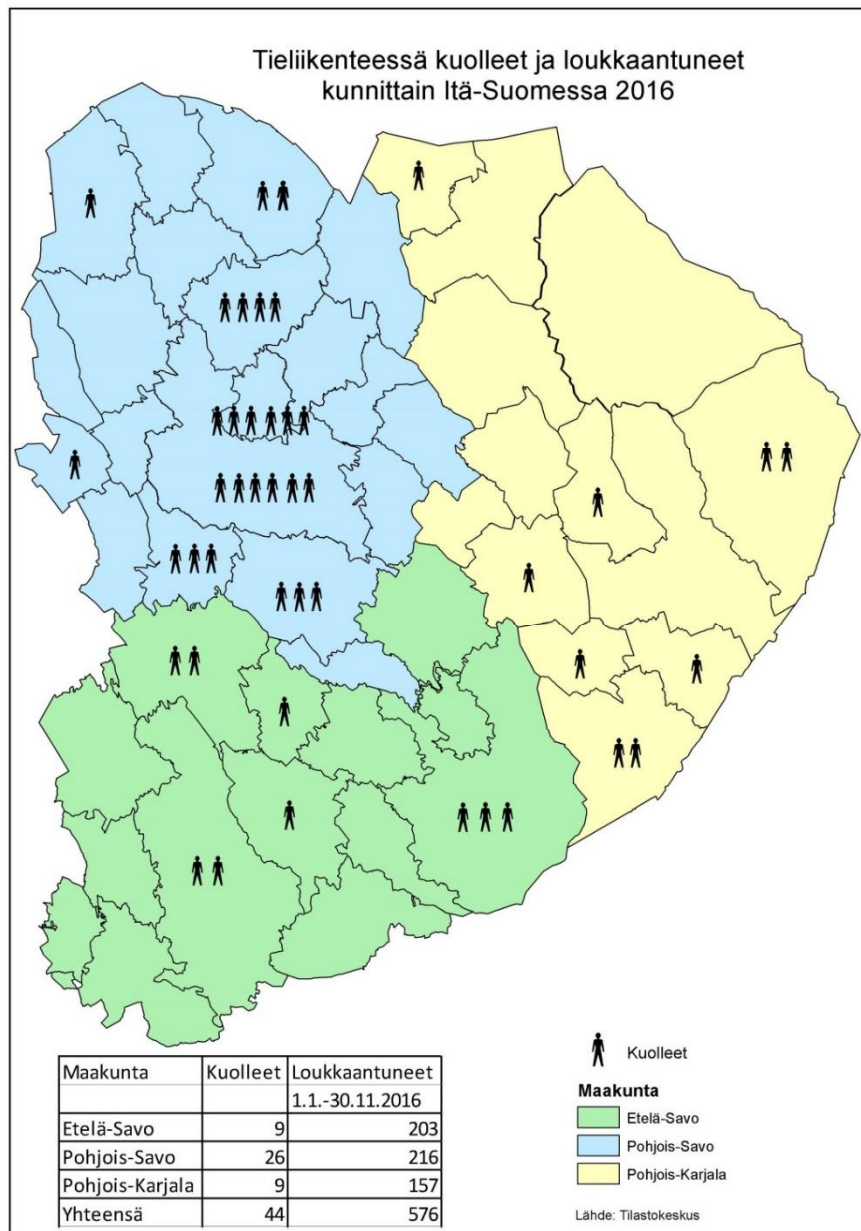 Tieliikenteessä kuolleet ja loukkaantuneet
kunnittain Itä-Suomessa 2016
Maakunta Kuolleet Loukkaantuneet
1.1.-30.11.2016
Etelä-Savo 9 203
Pohjois-Savo 26 216
Pohjois-Karjala 9 157
Yhteensä 44 576
Kuolleet
Maakunta
Etelä-Savo
Pohjois-Savo
Pohjois-Karjala
Lähde: Tilastokeskus